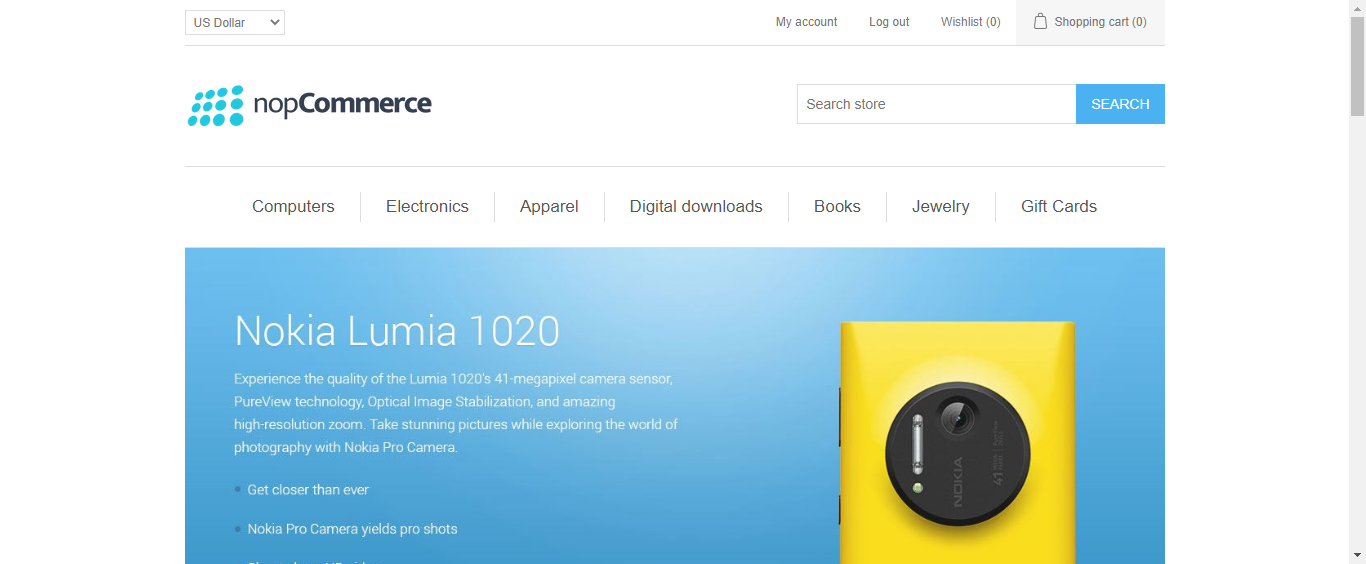 US Dollar
My account
Log out
Wishlist (0)
Shopping cart (0)
nopCommerce
Search store
SEARCH
Computers
Electronics
Apparel
Digital downloads
Books
Jewelry
Gift Cards
Nokia Lumia 1020
Experience the quality of the Lumia 1020's 41-megapixel camera sensor,
PureView technology, Optical Image Stabilization, and amazing
high-resolution zoom. Take stunning pictures while exploring the world of
photography with Nokia Pro Camera.
Get closer than ever
Nokia Pro Camera yields pro shots
NOKIA
41